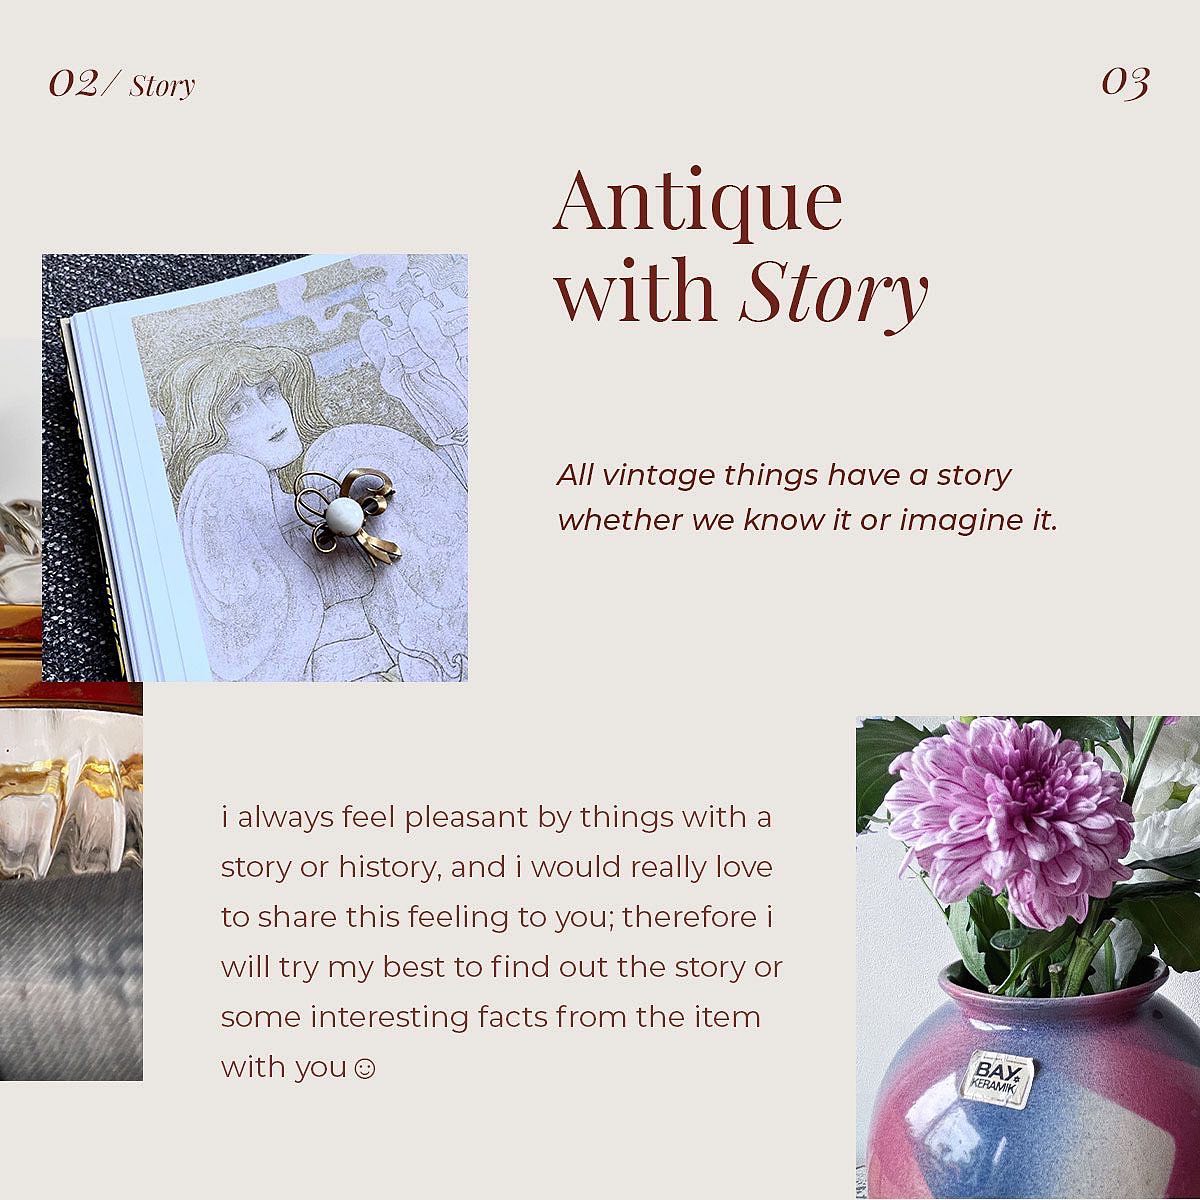 02/ Story
03
Antique
with Story
All vintage things have a story
whether we know it or imagine it.
i always feel pleasant by things with a
story or history, and i would really love
to share this feeling to you; therefore i
will try my best to find out the story or
some interesting facts from the item
with you☺
BAY
KERAMIK